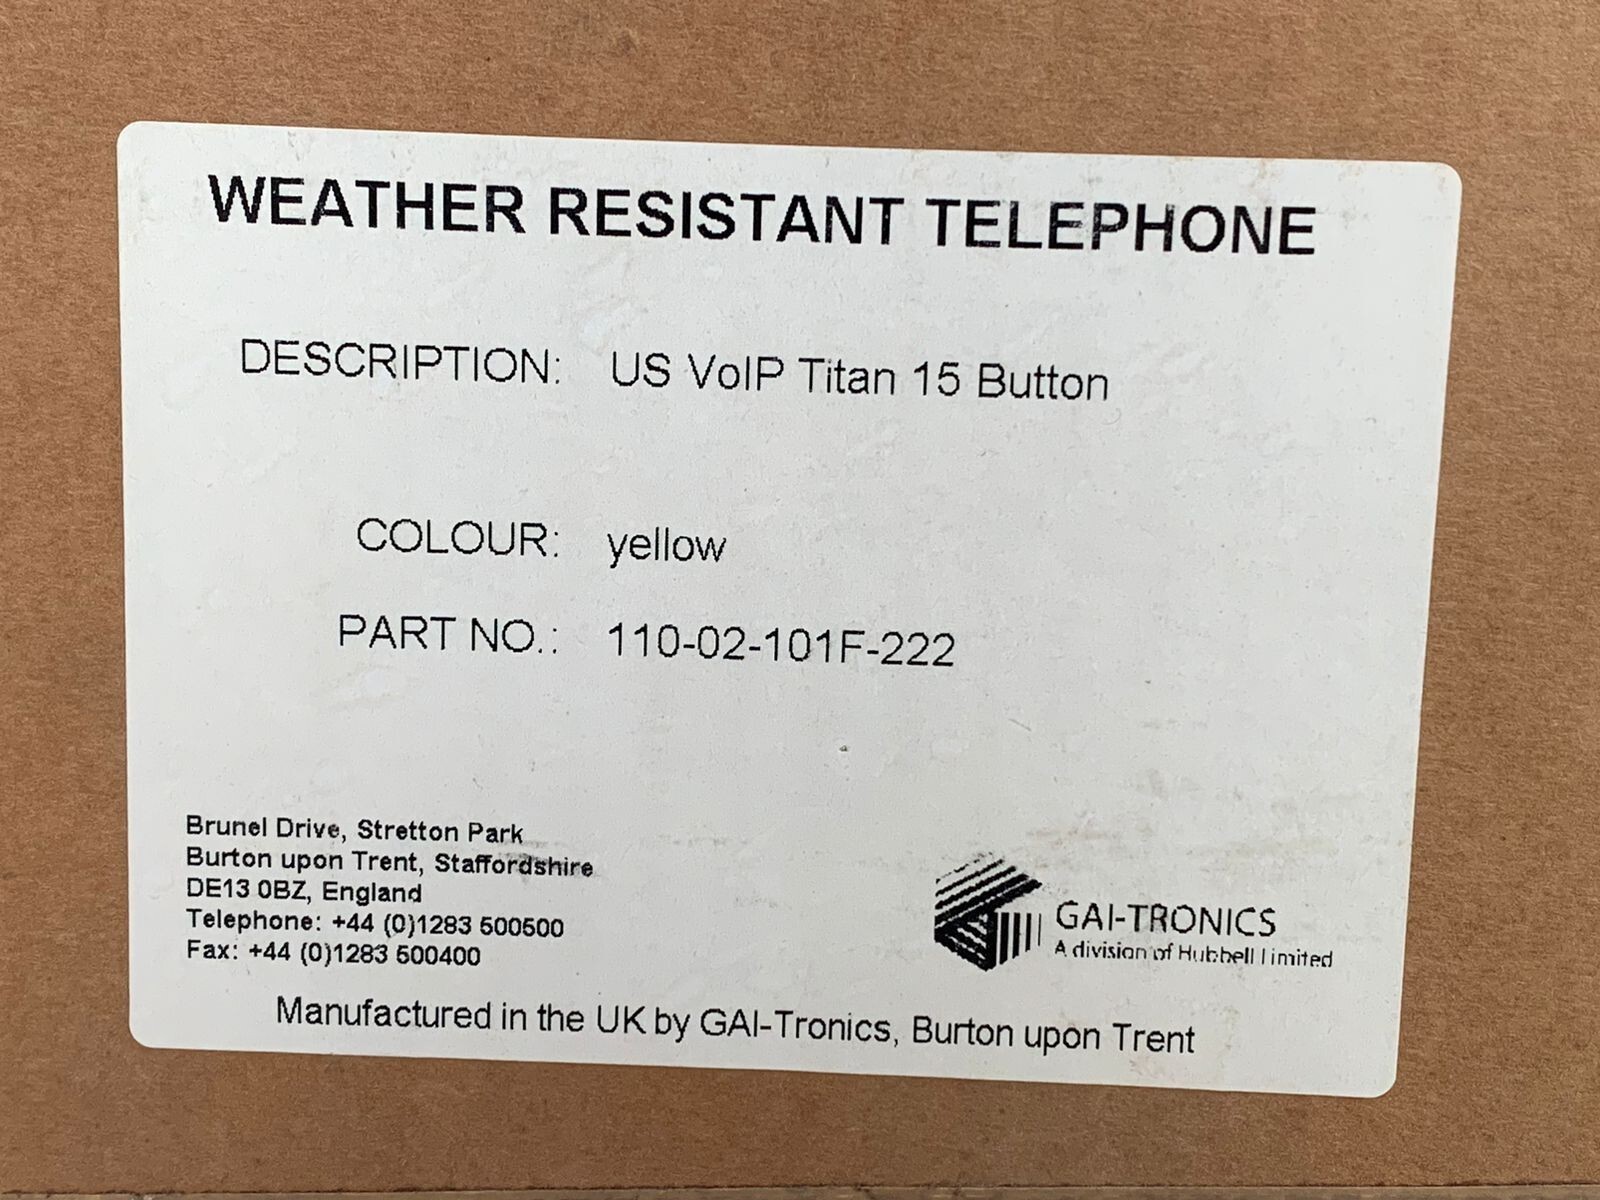 WEATHER RESISTANT TELEPHONE
DESCRIPTION: US VoIP Titan 15 Button
COLOUR: yellow
PART NO.: 110-02-101F-222
Brunel Drive, Stretton Park
Burton upon Trent, Staffordshire
DE13 0BZ, England
Telephone: +44 (0)1283 500500
Fax: +44 (0)1283 500400
GAI-TRONICS
A division of Hubbell Limited
Manufactured in the UK by GAI-Tronics, Burton upon Trent